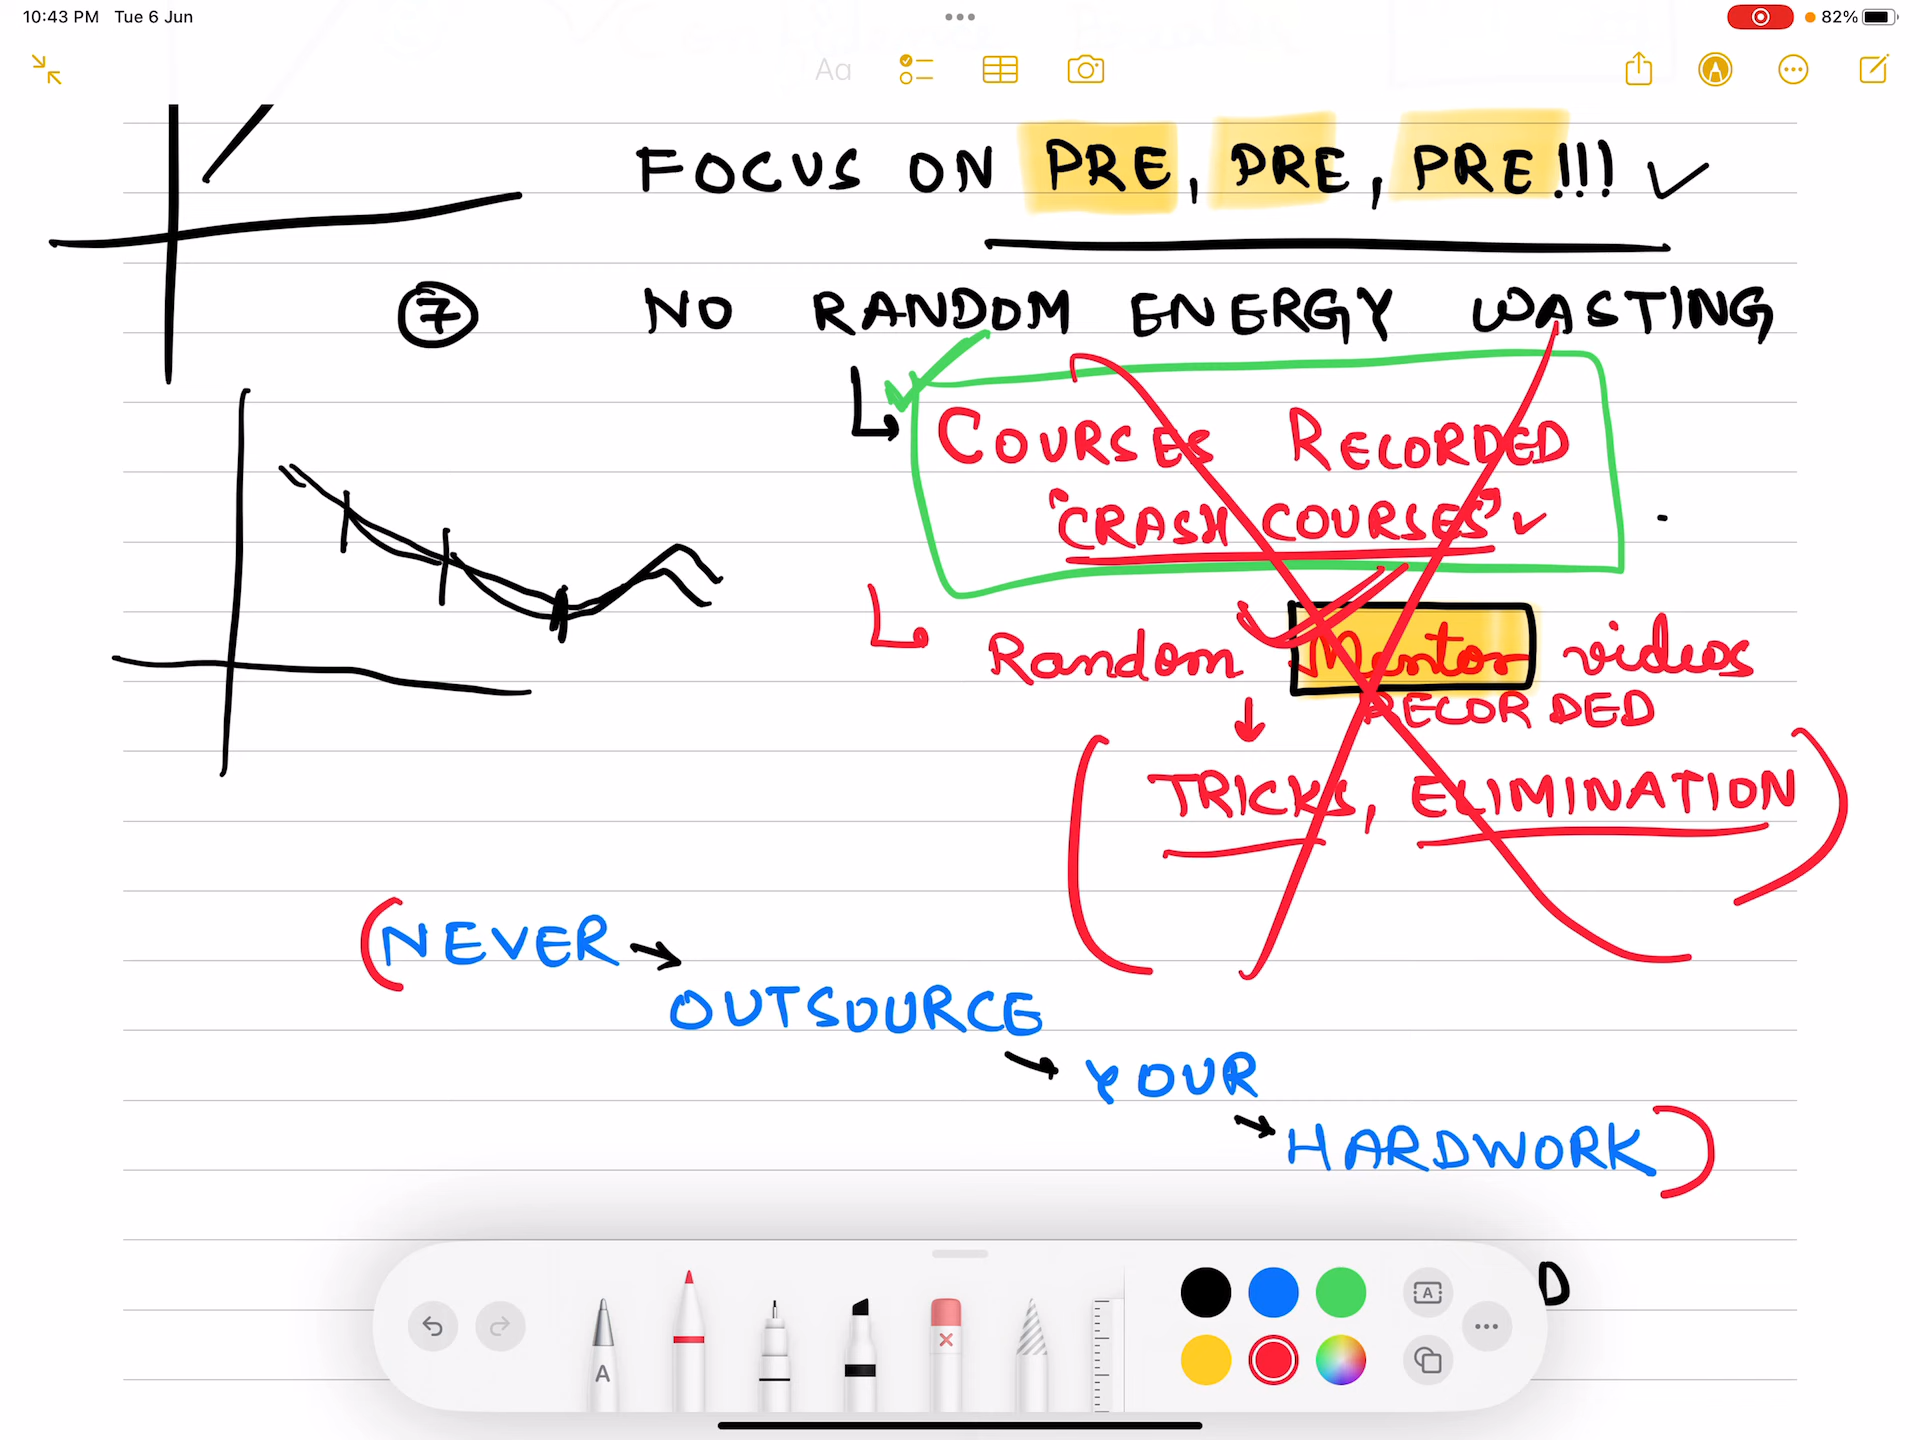 10:43 PM Tue 6 Jun
82%
Aa
FOCUS ON PRE, PRE, PRE!!!
7 NO RANDOM ENERGY WASTING
COURSES RECORDED
"CRASH COURSES"
Random Mentor videos
RECORDED
TRICKS, ELIMINATION
(NEVER
OUTSOURCE
YOUR
HARDWORK)
D
A
A